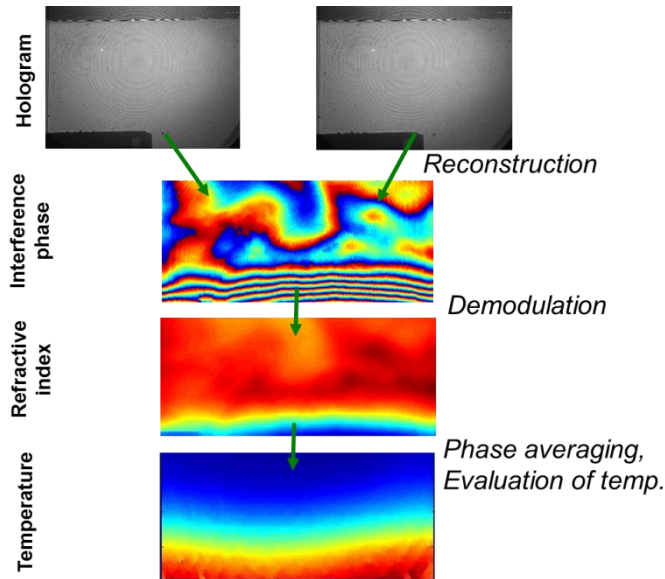 Hologram
Reconstruction
Interference
phase
Demodulation
Refractive
index
Phase averaging,
Evaluation of temp.
Temperature